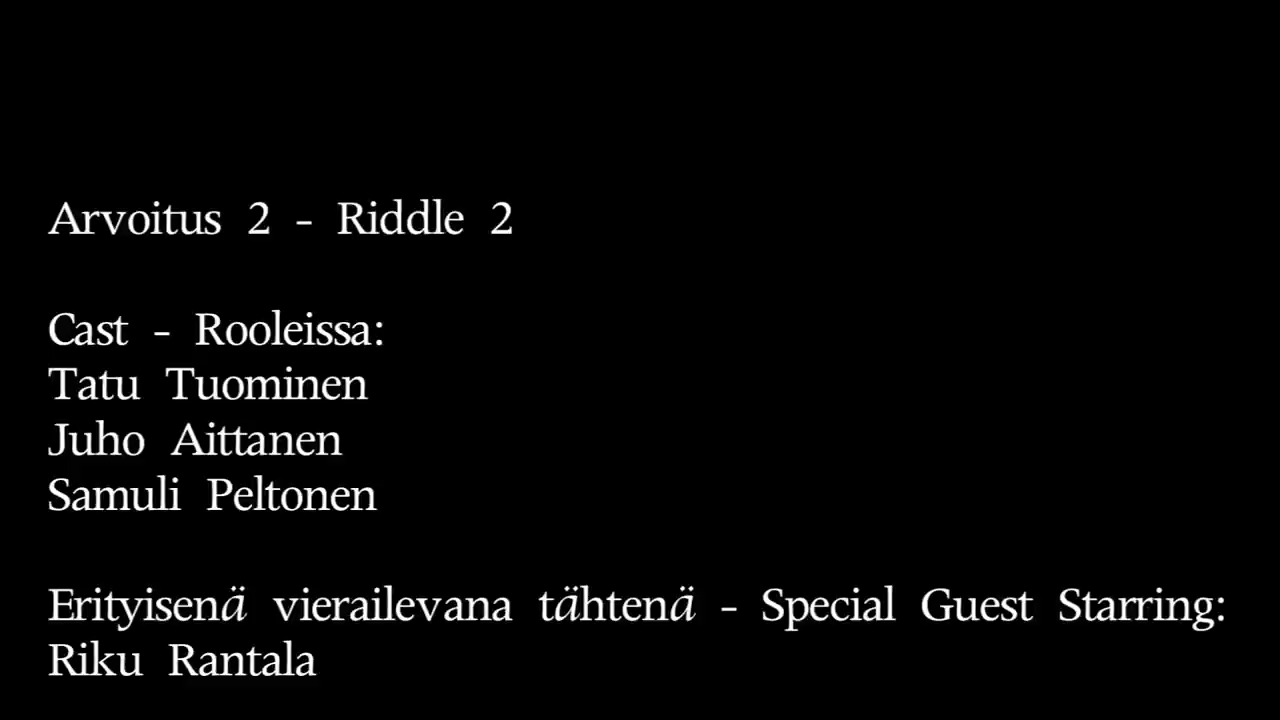 Arvoitus 2 - Riddle 2
Cast - Rooleissa:
Tatu Tuominen
Juho Aittanen
Samuli Peltonen
Erityisenä vierailevana tähtenä - Special Guest Starring:
Riku Rantala